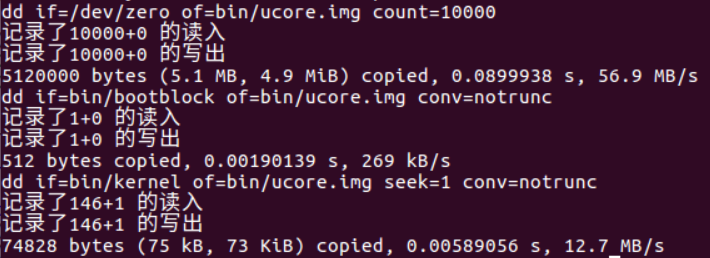 dd if=/dev/zero of=bin/ucore.img count=10000
记录了10000+0 的读入
记录了10000+0 的写出
5120000 bytes (5.1 MB, 4.9 MiB) copied, 0.0899938 s, 56.9 MB/s
dd if=bin/bootblock of=bin/ucore.img conv=notrunc
记录了1+0 的读入
记录了1+0 的写出
512 bytes copied, 0.00190139 s, 269 kB/s
dd if=bin/kernel of=bin/ucore.img seek=1 conv=notrunc
记录了146+1 的读入
记录了146+1 的写出
74828 bytes (75 kB, 73 KiB) copied, 0.00589056 s, 12.7 MB/s